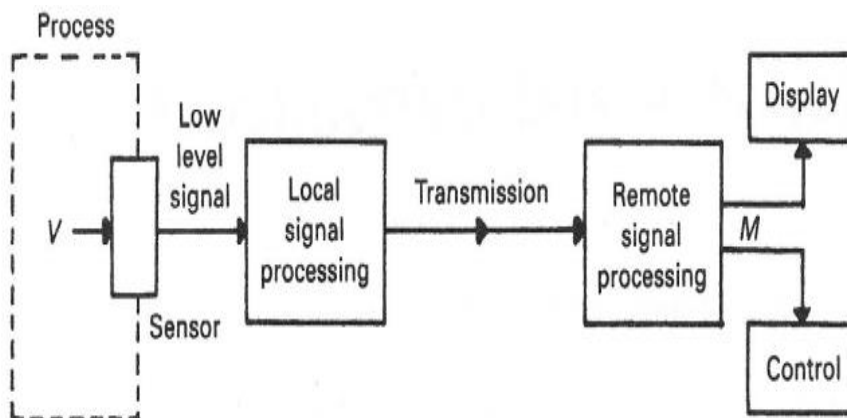 Process
Low
level
signal
V
Sensor
Local
signal
processing
Transmission
Remote
signal
processing
M
Display
Control